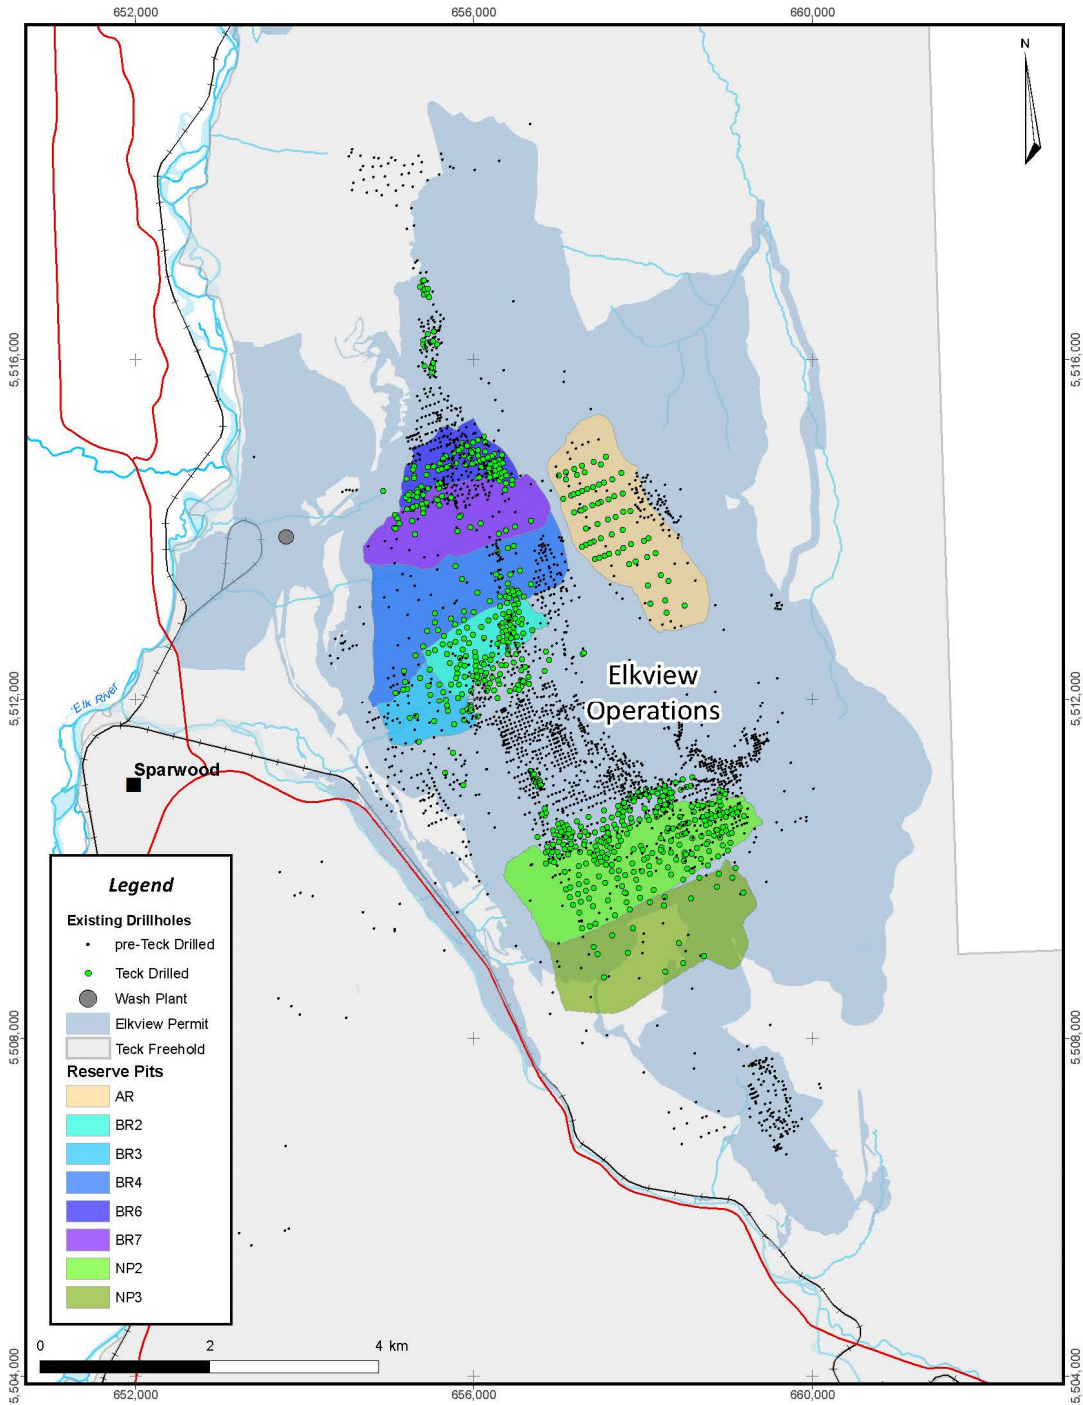 652,000
656,000
660,000
N
5,516,000
5,516,000
Elkview
Operations
5,512,000
5,512,000
Elk River
Sparwood
Legend
Existing Drillholes
pre-Teck Drilled
Teck Drilled
Wash Plant
Elkview Permit
Teck Freehold
Reserve Pits
AR
BR2
BR3
BR4
BR6
BR7
NP2
NP3
5,508,000
5,508,000
0 2 4 km
5,504,000
5,504,000
652,000
656,000
660,000